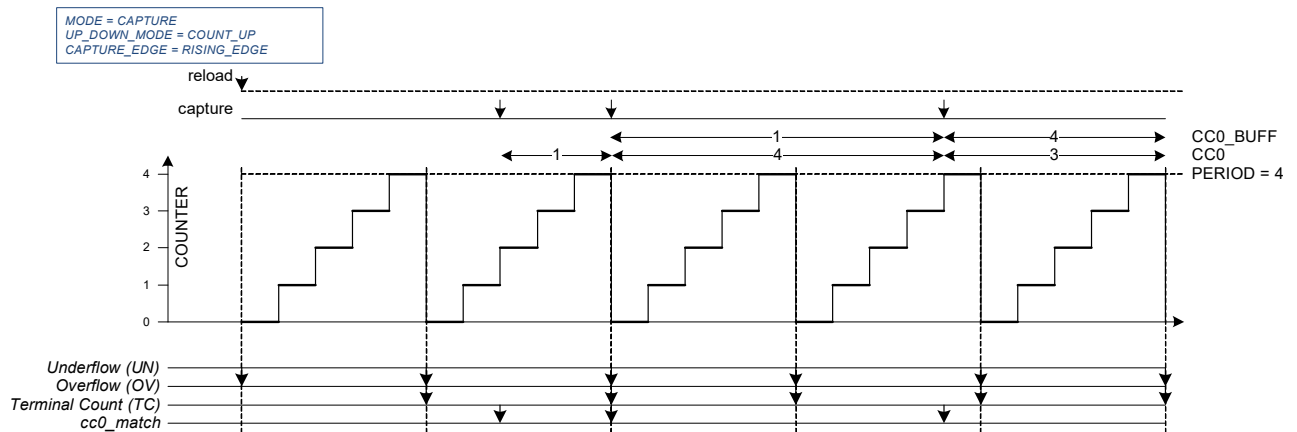 MODE = CAPTURE
UP_DOWN_MODE = COUNT_UP
CAPTURE_EDGE = RISING_EDGE
reload
capture
1 4 CC0_BUFF
1 4 3 CC0
4 PERIOD = 4
COUNTER
3
2
1
0
Underflow (UN)
Overflow (OV)
Terminal Count (TC)
cc0_match